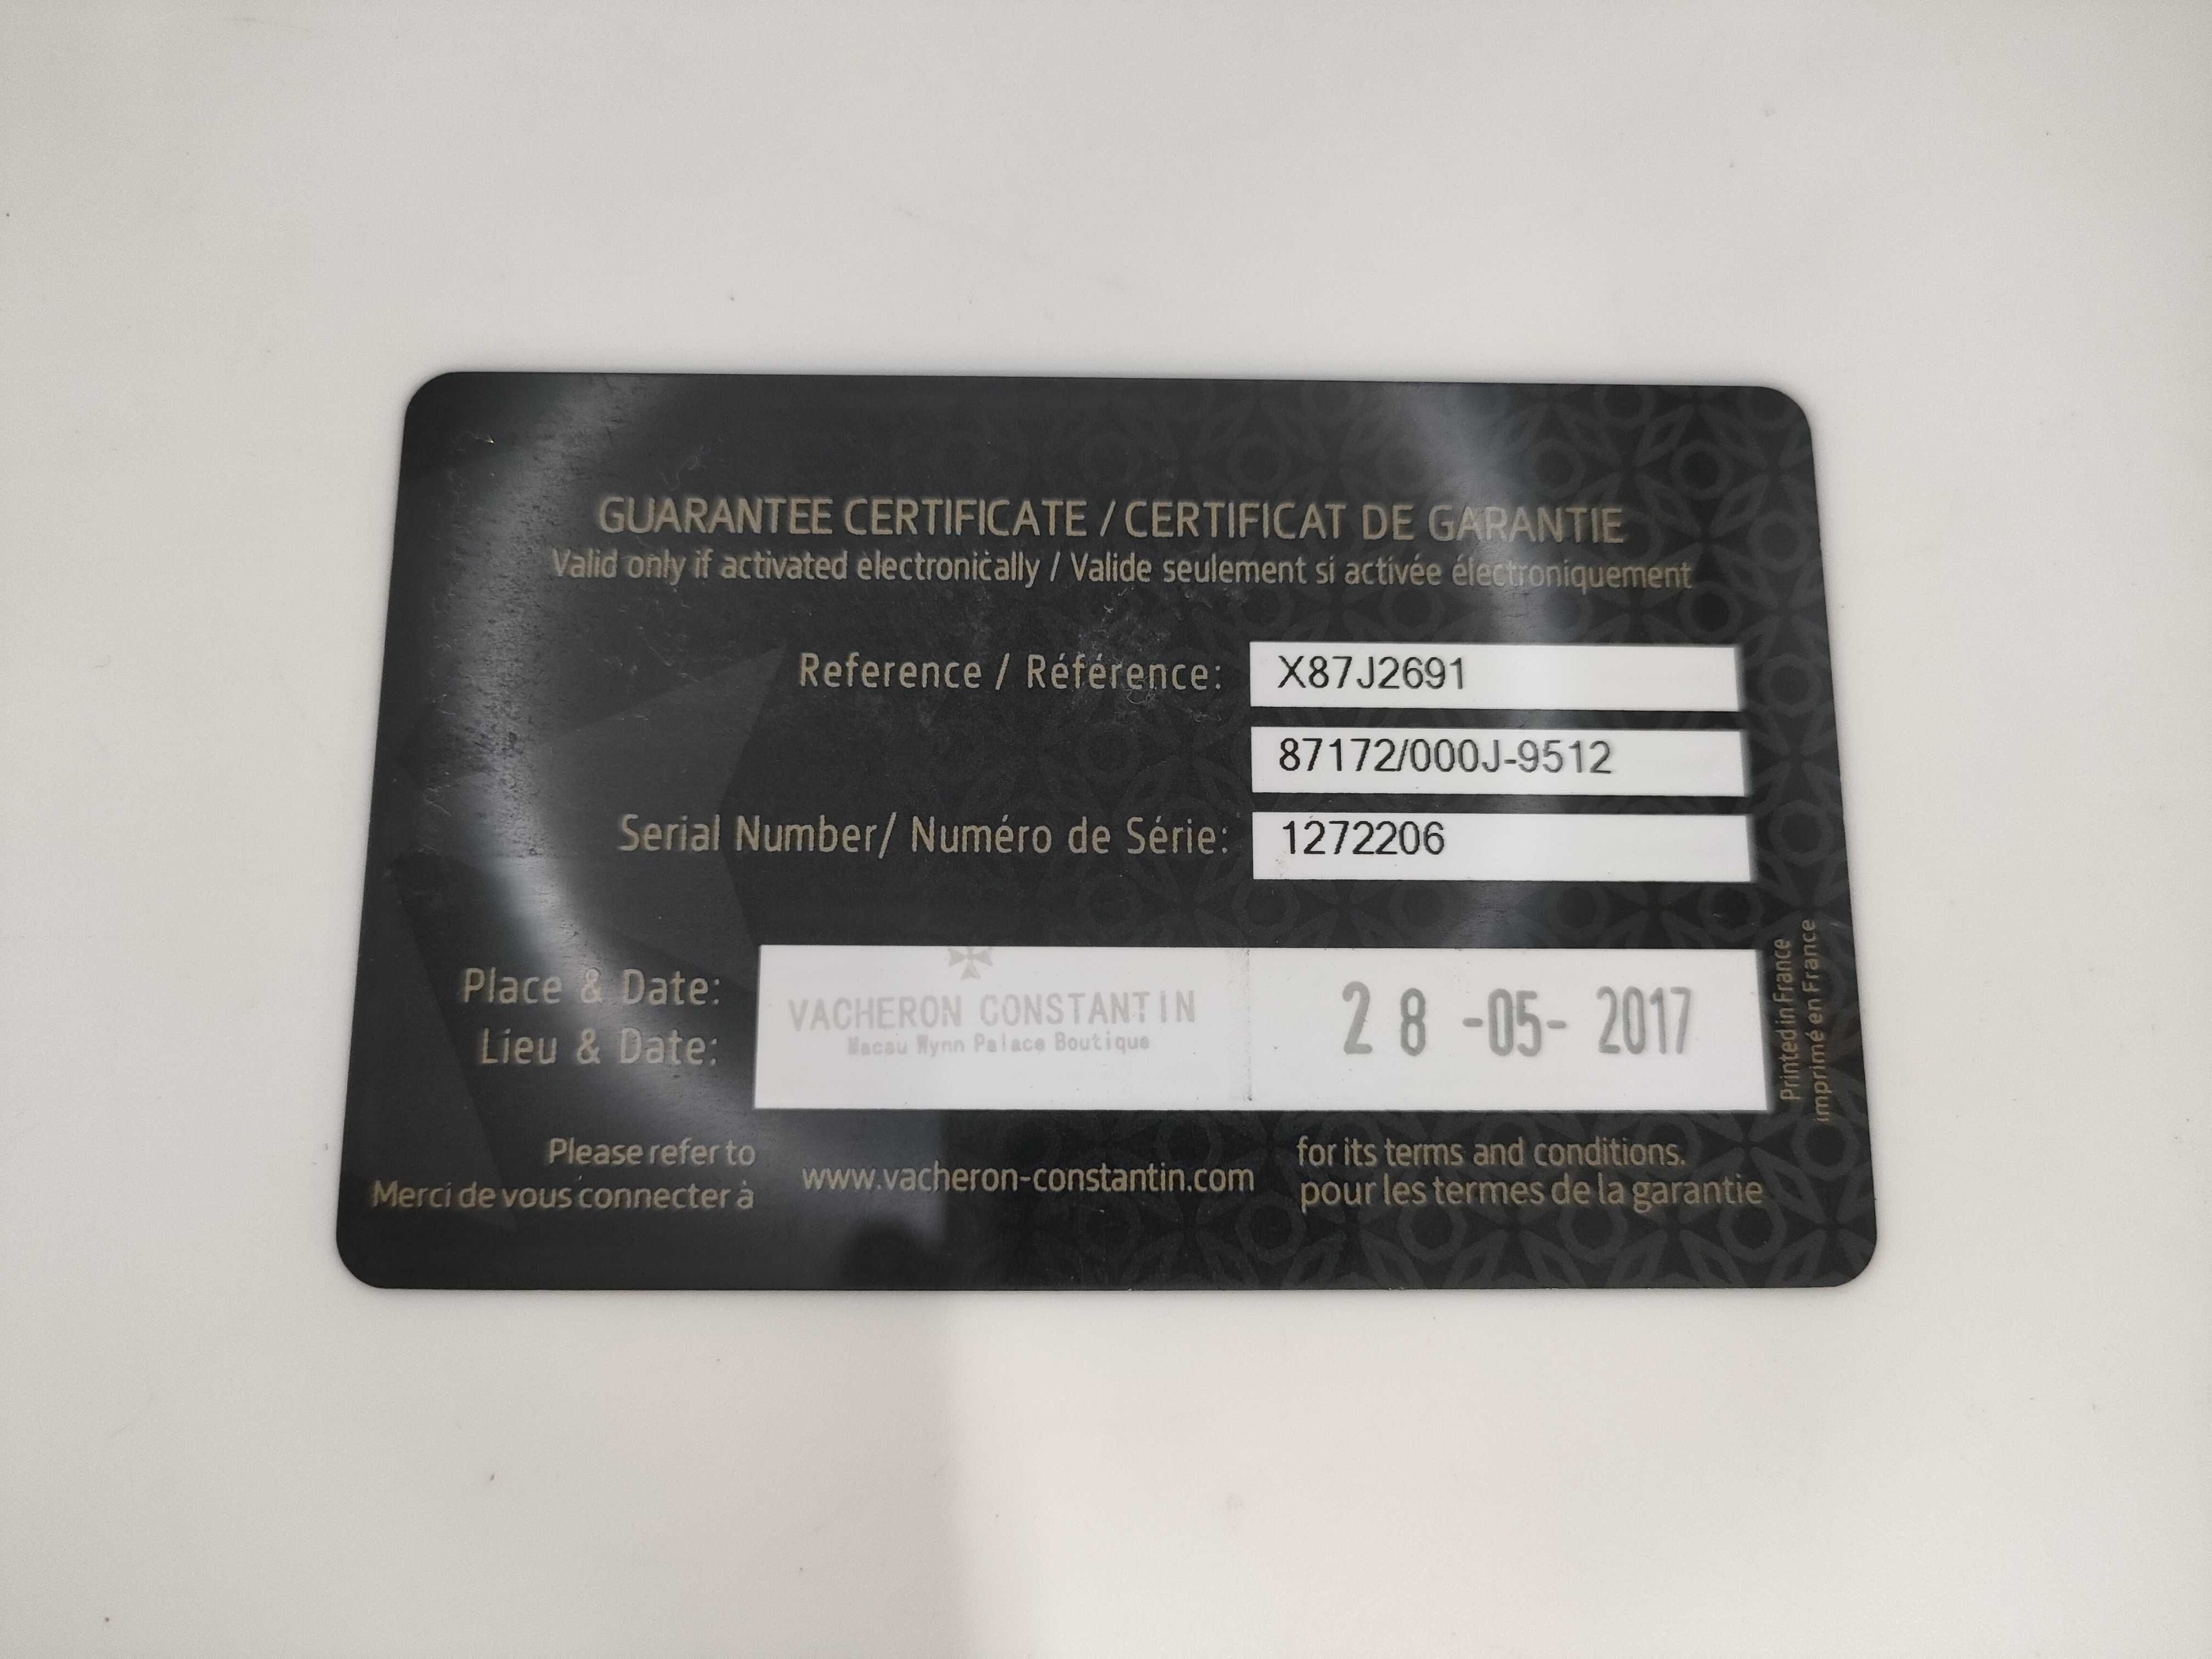 GUARANTEE CERTIFICATE / CERTIFICAT DE GARANTIE
Valid only if activated electronically / Valide seulement si activée électroniquement
Reference / Référence: X87J2691
87172/000J-9512
Serial Number/ Numéro de Série: 1272206
Place & Date:
Lieu & Date:
VACHERON CONSTANTIN
Macau Wynn Palace Boutique
28 -05- 2017
Printed in France
imprimé en France
Please refer to
Merci de vous connecter à
www.vacheron-constantin.com
for its terms and conditions.
pour les termes de la garantie